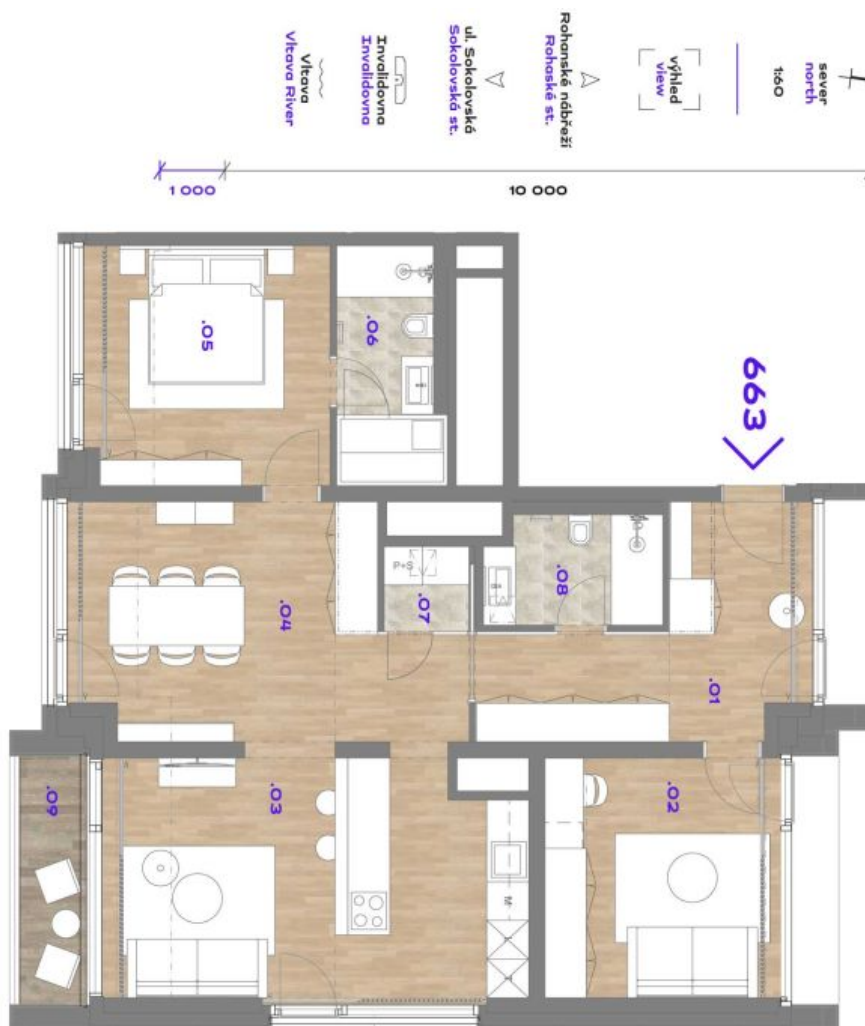 sever
north
1:60
výhled
view
Rohanské nábřeží
Rohaské st.
ul. Sokolovská
Sokolovská st.
Invalidovna
Invalidovna
Vltava
Vltava River
1 000
10 000
663
.05
.06
.04
P+S
.07
.08
.01
.09
.03
.02
M